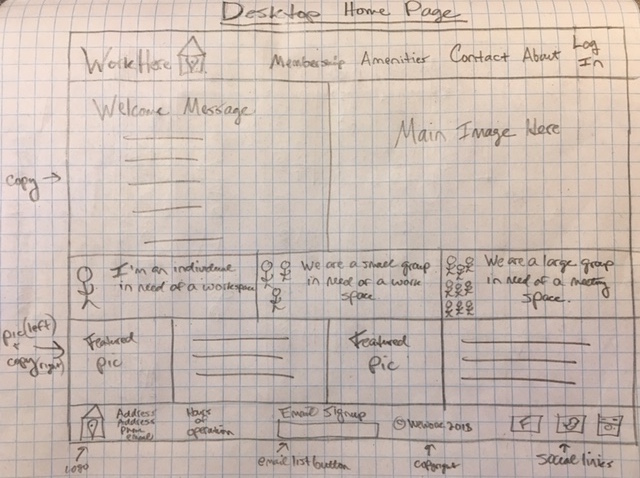 Desktop Home Page
WorkHere
Membership Amenities Contact About Log In
Welcome Message
Main Image Here
copy →
I'm an individual
in need of a workspace
We are a small group
in need of a work
space.
We are a large group
in need of a meeting
space.
pic (left)
copy (right)
Featured
pic
Featured
pic
Address
Address
Phone
email
Hours
of
operation
Email Signup
©
2018
F
email list button
copyright
social links